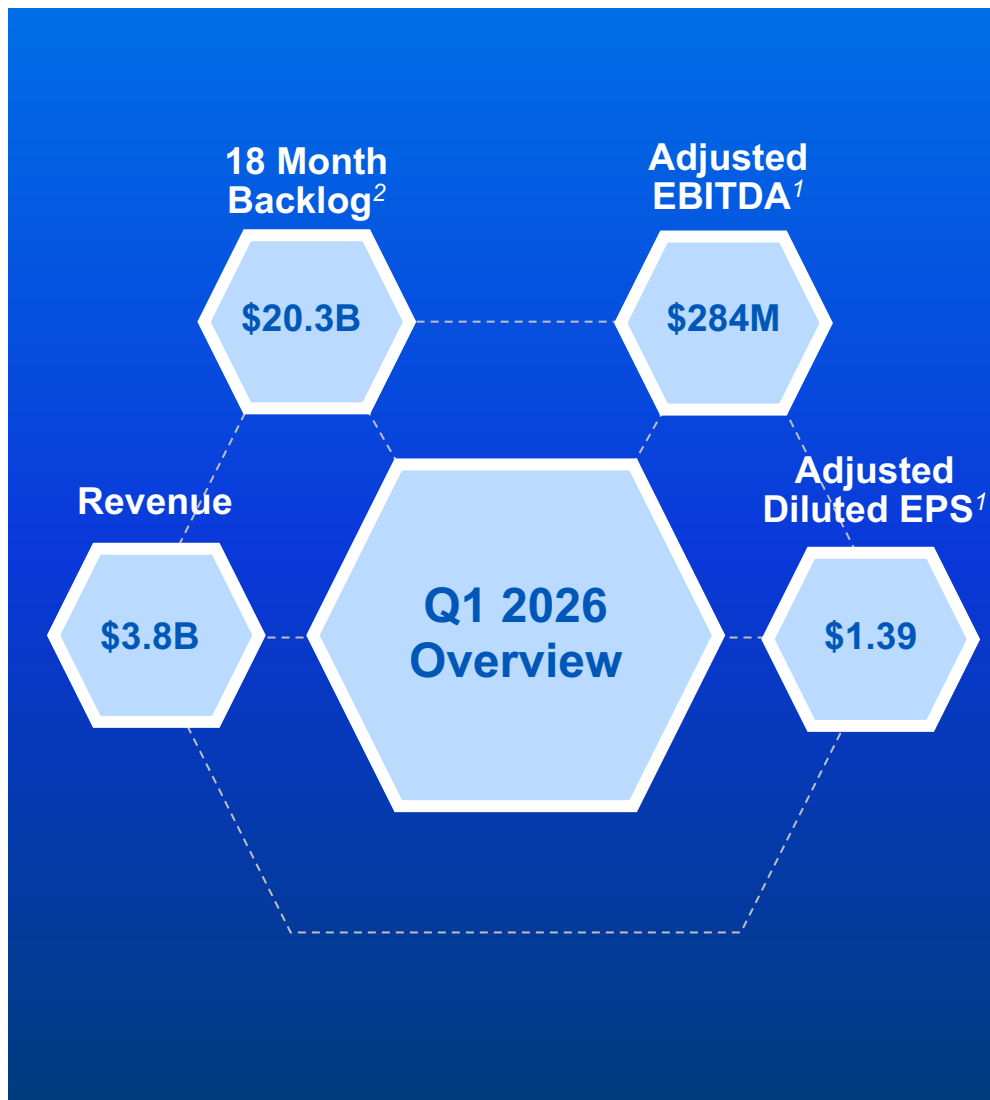 18 Month
Backlog2
$20.3B
Adjusted
EBITDA1
$284M
Revenue
$3.8B
Q1 2026
Overview
Adjusted
Diluted EPS1
$1.39